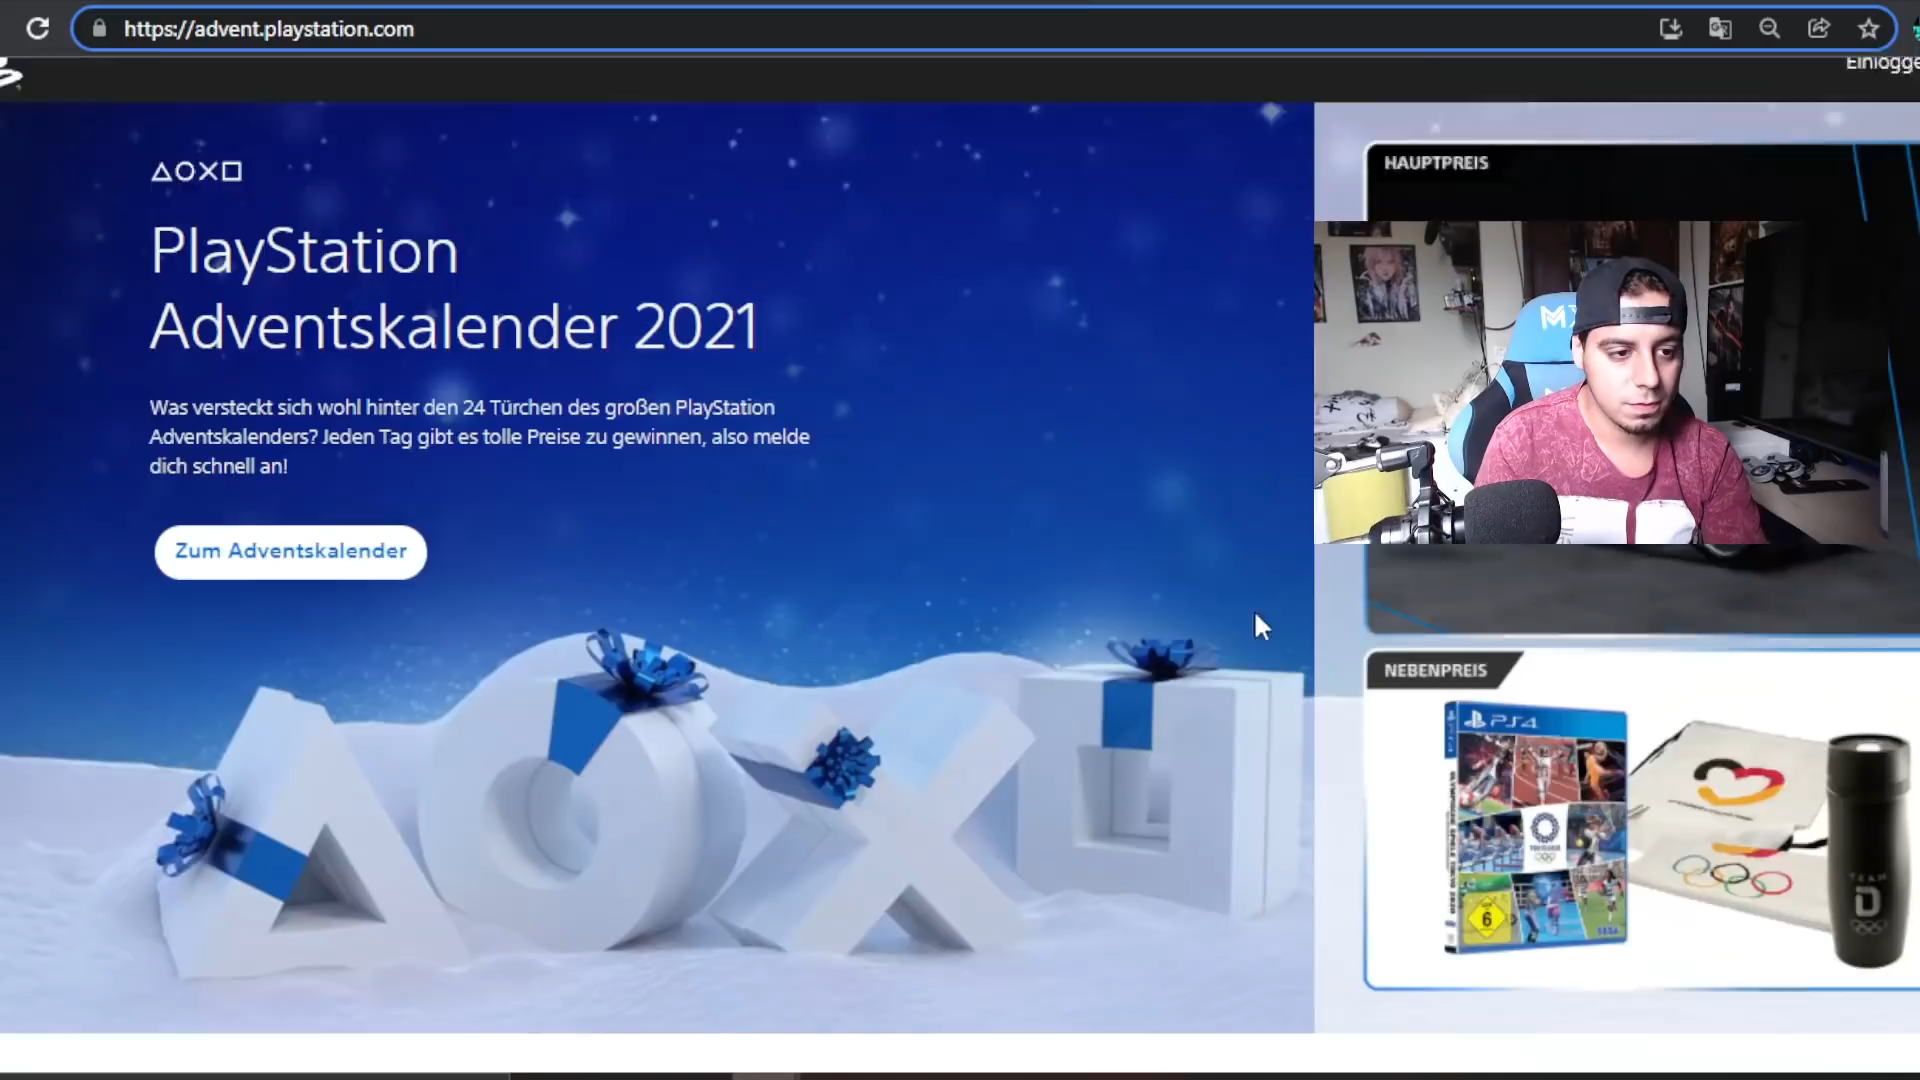 https://advent.playstation.com
HAUPTPREIS
PlayStation
Adventskalender 2021
Was versteckt sich wohl hinter den 24 Türchen des großen PlayStation
Adventskalenders? Jeden Tag gibt es tolle Preise zu gewinnen, also melde
dich schnell an!
Zum Adventskalender
NEBENPREIS
PS4
6
SEGA
TEAM
D